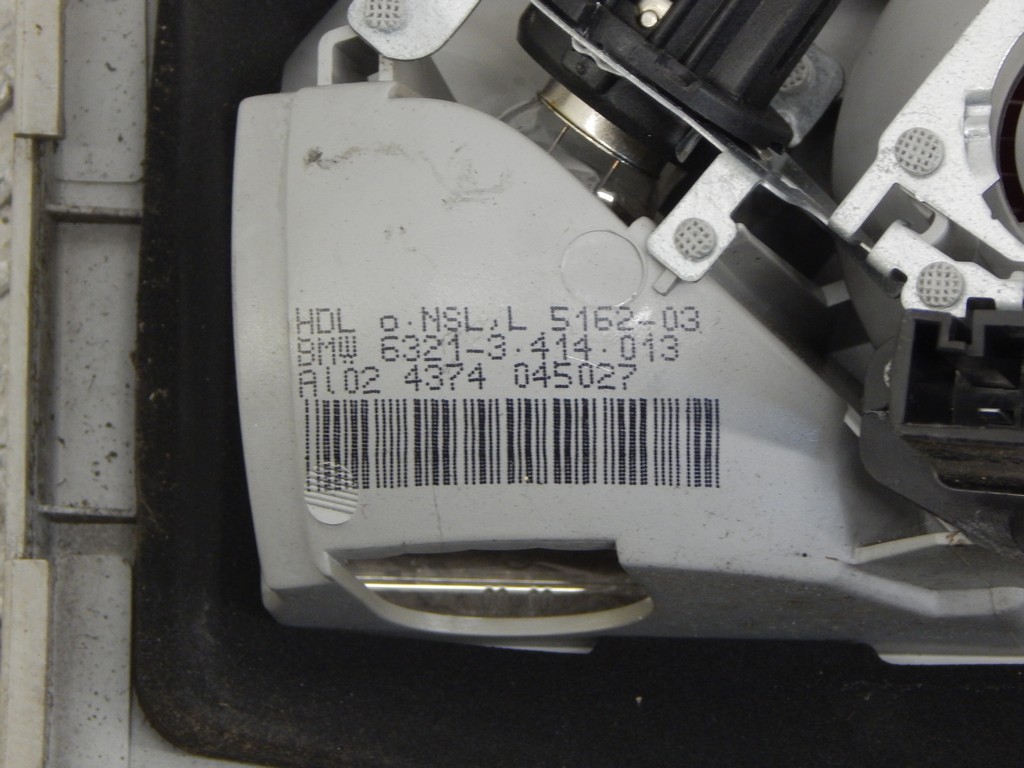 HDL o.NSL,L 5162-03
BMW 6321-3.414.013
Al02 4374 045027